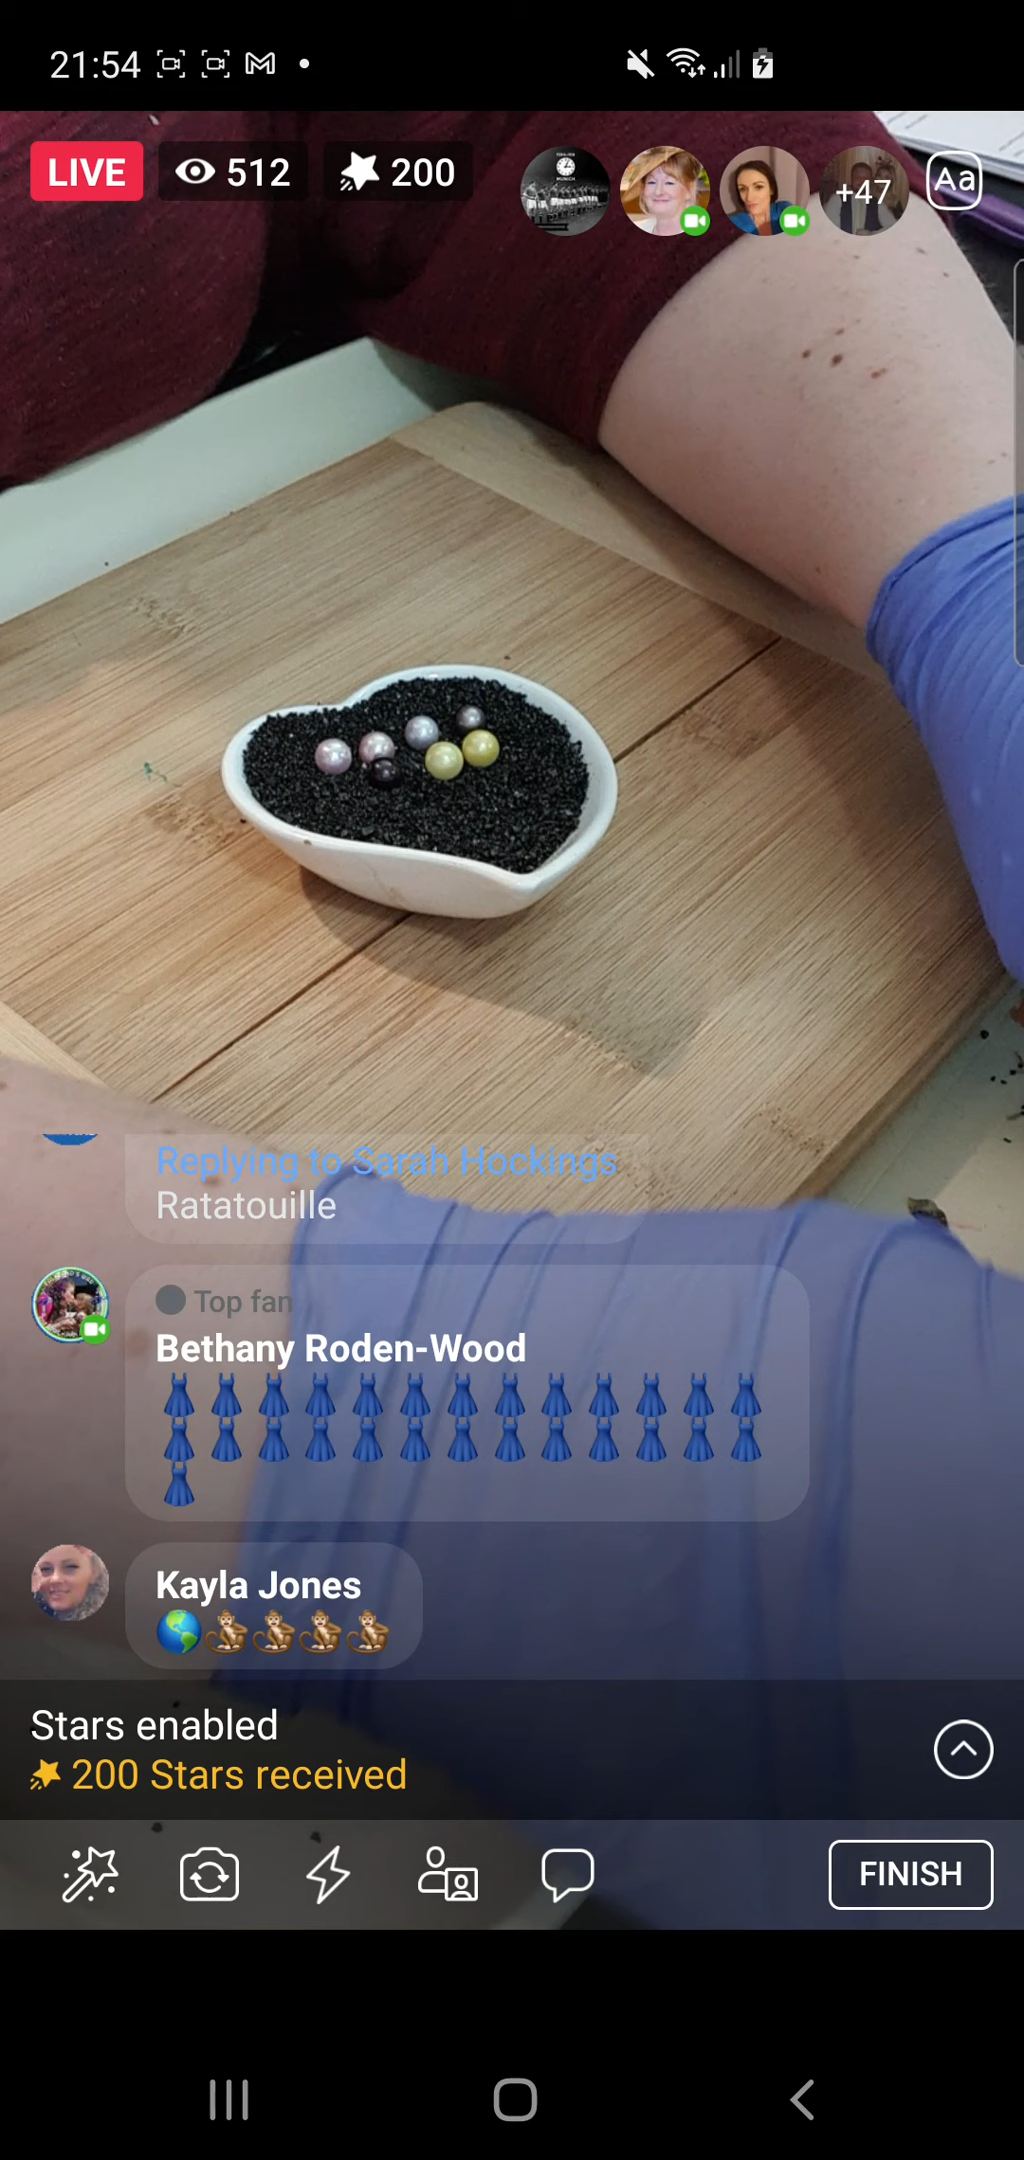 21:54
LIVE 512 200 +47 Aa
Replying to Sarah Hockings
Ratatouille
Top fan
Bethany Roden-Wood
Kayla Jones
Stars enabled
200 Stars received
FINISH